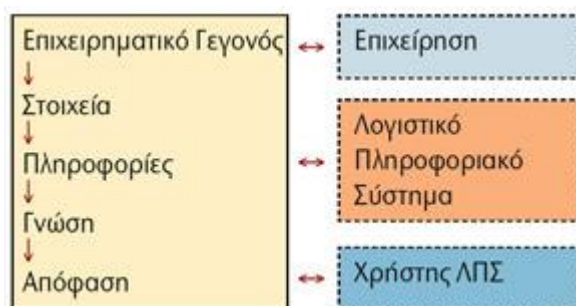 Επιχειρηματικό Γεγονός
Στοιχεία
Πληροφορίες
Γνώση
Απόφαση
Επιχείρηση
Λογιστικό
Πληροφοριακό
Σύστημα
Χρήστης ΛΠΣ